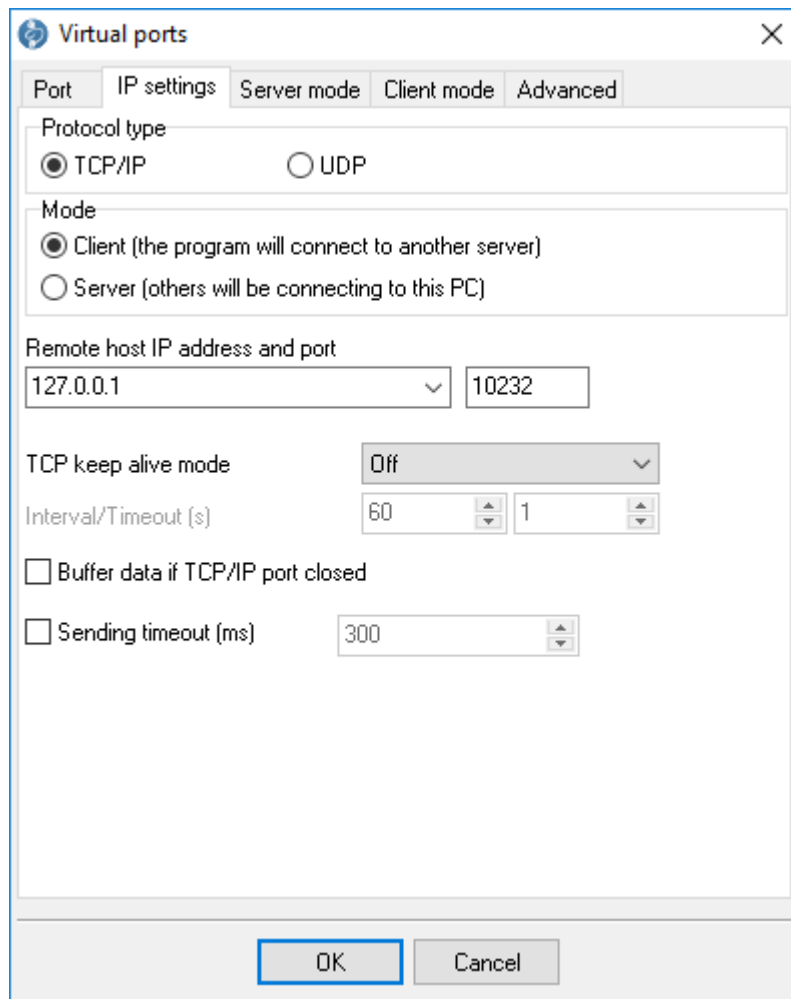 Virtual ports
Port IP settings Server mode Client mode Advanced
Protocol type
TCP/IP UDP
Mode
Client (the program will connect to another server)
Server (others will be connecting to this PC)
Remote host IP address and port
127.0.0.1 10232
TCP keep alive mode Off
Interval/Timeout (s) 60 1
Buffer data if TCP/IP port closed
Sending timeout (ms) 300
OK Cancel